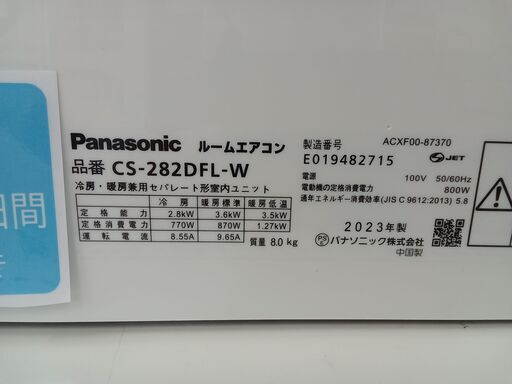 Panasonic ルームエアコン
品番 CS-282DFL-W
冷房・暖房兼用セパレート形室内ユニット
冷房 暖房標準 暖房低温
定格能力 2.8kW 3.6kW 3.5kW
定格消費電力 770W 870W 1.27kW
運転電流 8.55A 9.65A
質量 8.0 kg
ACXF00-87370
製造番号
E019482715
JET
電源 100V 50/60Hz
電動機の定格消費電力 800W
通年エネルギー消費効率(JIS C 9612:2013) 5.8
2023年製
PS パナソニック株式会社
中国製
日間